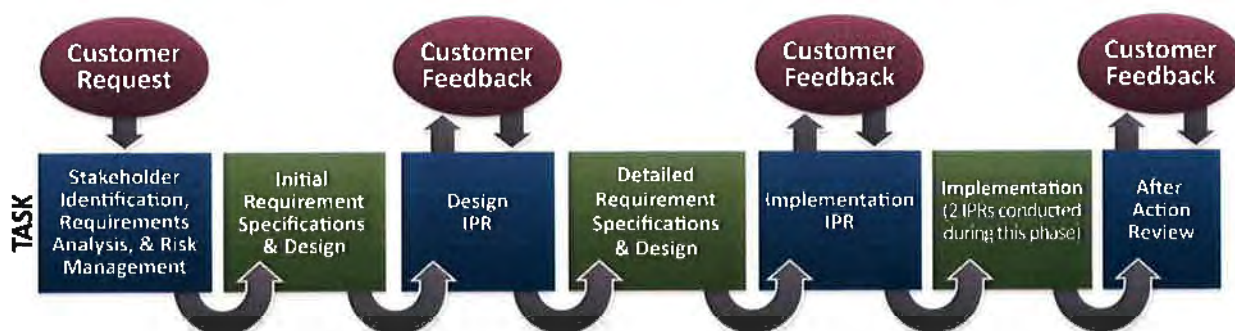 Customer
Request
Customer
Feedback
Customer
Feedback
Customer
Feedback
TASK
Stakeholder
Identification,
Requirements
Analysis, & Risk
Management
Initial
Requirement
Specifications
& Design
Design
IPR
Detailed
Requirement
Specifications
& Design
Implementation
IPR
Implementation
(2 IPRs conducted
during this phase)
After
Action
Review